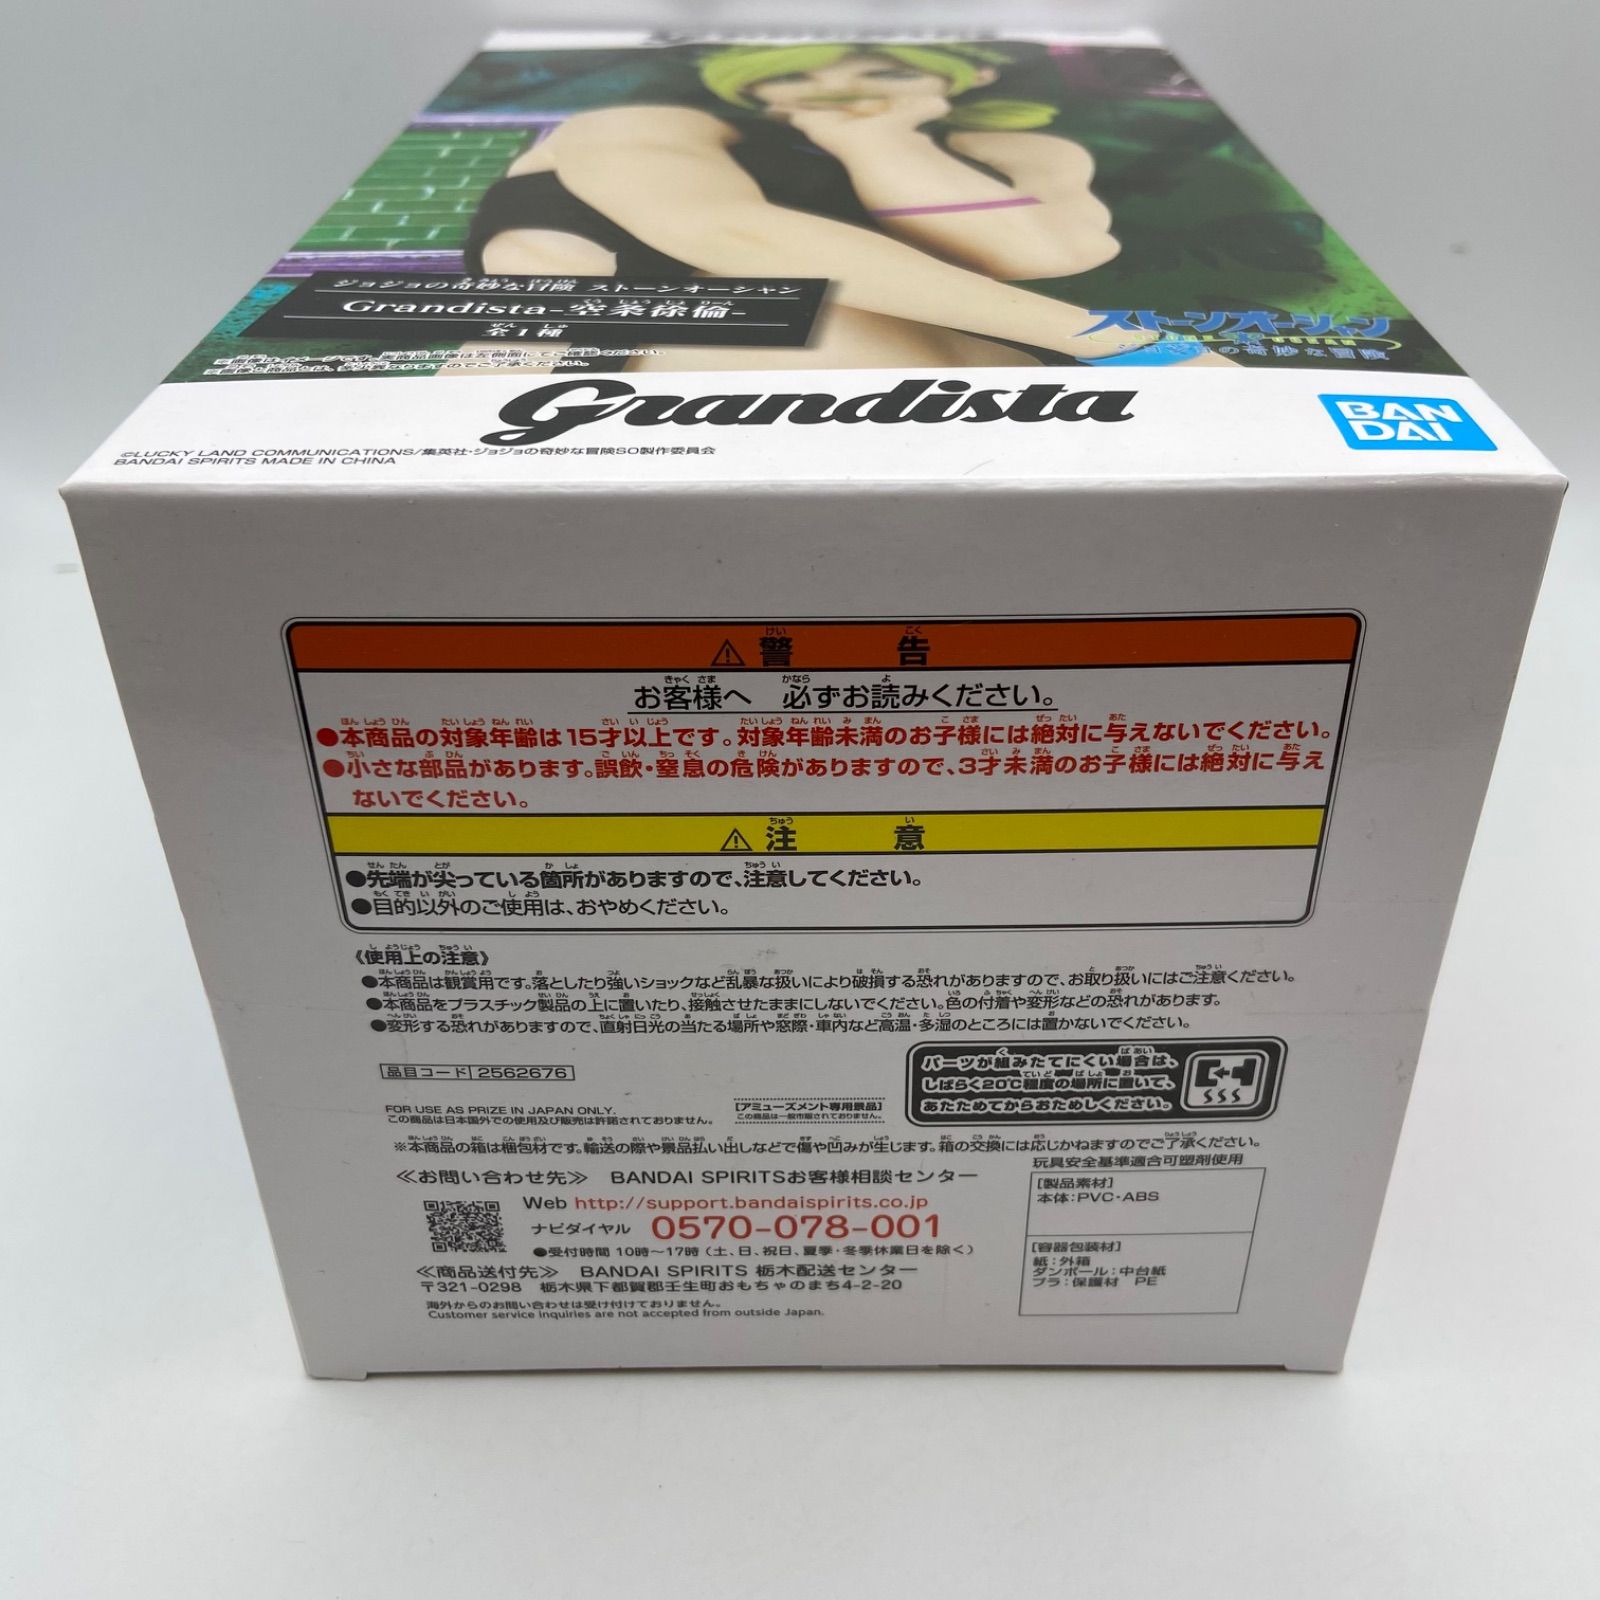 ジョジョの奇妙な冒険 ストーンオーシャン
Grandista-空条徐倫-
全1種
ストーンオーシャン
STONE OCEAN
ジョジョの奇妙な冒険
Grandista
BAN
DAI
©LUCKY LAND COMMUNICATIONS/集英社・ジョジョの奇妙な冒険SO製作委員会
BANDAI SPIRITS MADE IN CHINA
⚠警告
お客様へ 必ずお読みください。
●本商品の対象年齢は15才以上です。対象年齢未満のお子様には絶対に与えないでください。
●小さな部品があります。誤飲・窒息の危険がありますので、3才未満のお子様には絶対に与え
ないでください。
⚠注意
●先端が尖っている箇所がありますので、注意してください。
●目的以外のご使用は、おやめください。
《使用上の注意》
●本商品は観賞用です。落としたり強いショックなど乱暴な扱いにより破損する恐れがありますので、お取り扱いにはご注意ください。
●本商品をプラスチック製品の上に置いたり、接触させたままにしないでください。色の付着や変形などの恐れがあります。
●変形する恐れがありますので、直射日光の当たる場所や窓際・車内など高温・多湿のところには置かないでください。
パーツが組みたてにくい場合は、
しばらく20℃程度の場所に置いて、
あたためてからおためしください。
品目コード 2562676
FOR USE AS PRIZE IN JAPAN ONLY.
この商品は日本国外での使用及び販売は許諾されておりません。
[アミューズメント専用景品]
この商品は一般市販されておりません。
※本商品の箱は梱包材です。輸送の際や景品払い出しなどで傷や凹みが生じます。箱の交換には応じかねますのでご了承ください。
玩具安全基準適合可塑剤使用
≪お問い合わせ先≫ BANDAI SPIRITSお客様相談センター
Web http://support.bandaispirits.co.jp
ナビダイヤル 0570-078-001
●受付時間 10時～17時(土、日、祝日、夏季・冬季休業日を除く)
≪商品送付先≫ BANDAI SPIRITS 栃木配送センター
〒321-0298 栃木県下都賀郡壬生町おもちゃのまち4-2-20
海外からのお問い合わせは受け付けておりません。
Customer service inquiries are not accepted from outside Japan.
[製品素材]
本体：PVC・ABS
[容器包装材]
紙：外箱
ダンボール：中台紙
プラ：保護材 PE